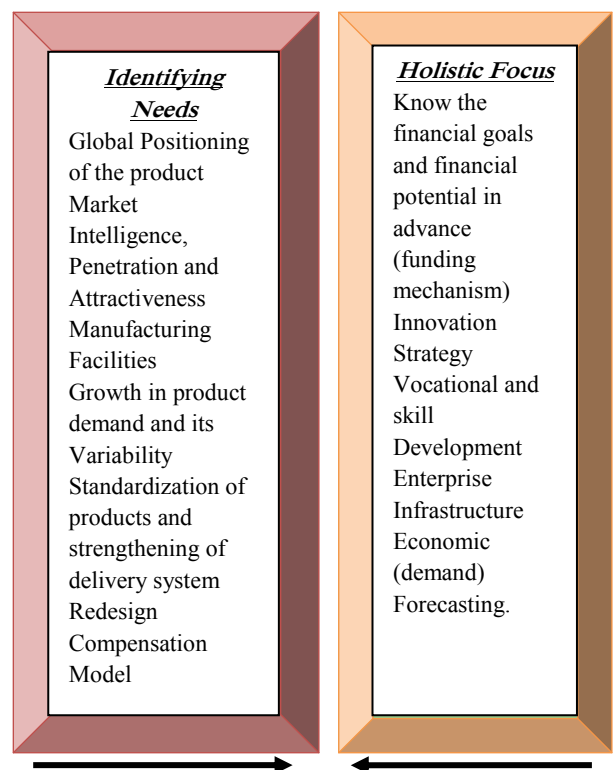 Identifying
Needs
Global Positioning
of the product
Market
Intelligence,
Penetration and
Attractiveness
Manufacturing
Facilities
Growth in product
demand and its
Variability
Standardization of
products and
strengthening of
delivery system
Redesign
Compensation
Model
Holistic Focus
Know the
financial goals
and financial
potential in
advance
(funding
mechanism)
Innovation
Strategy
Vocational and
skill
Development
Enterprise
Infrastructure
Economic
(demand)
Forecasting.